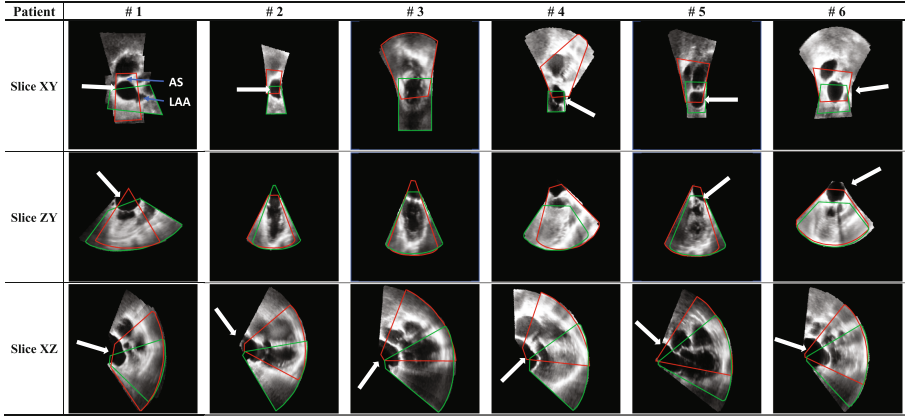 Patient # 1 # 2 # 3 # 4 # 5 # 6
Slice XY
AS
LAA
Slice ZY
Slice XZ